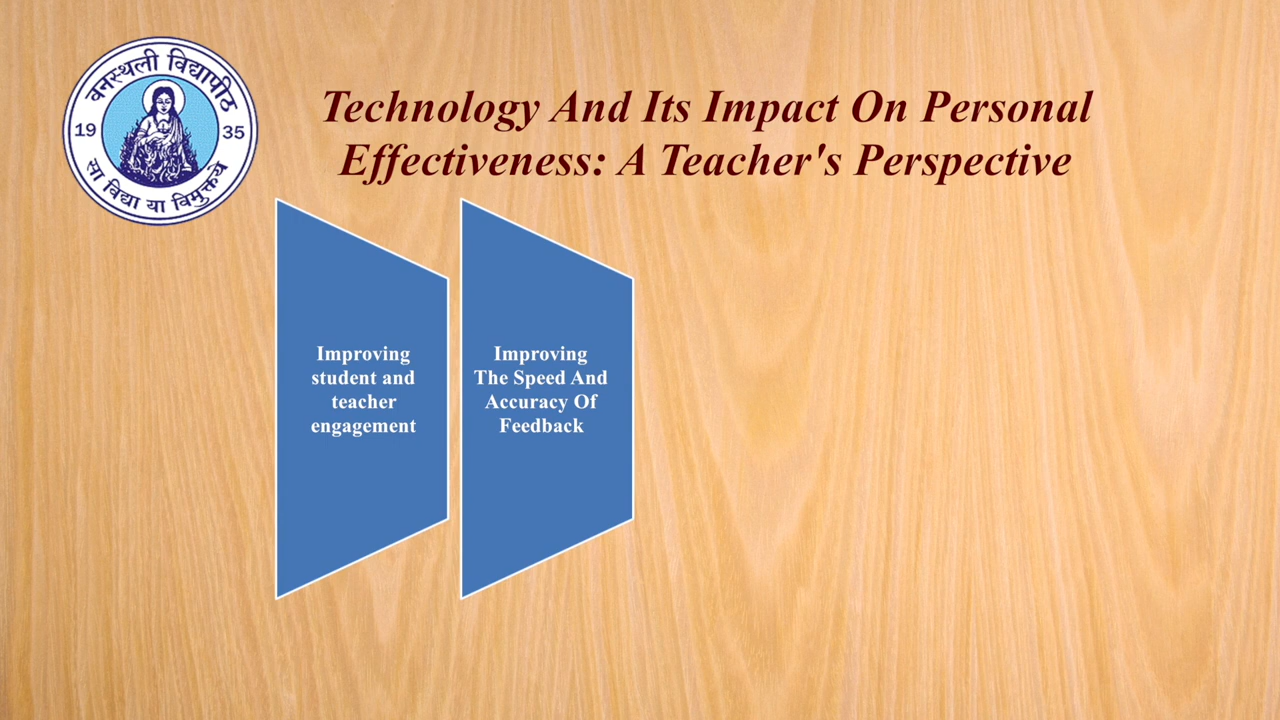 वनस्थली विद्यापीठ
19 35
सा विद्या या विमुक्तये
Technology And Its Impact On Personal
Effectiveness: A Teacher's Perspective
Improving
student and
teacher
engagement
Improving
The Speed And
Accuracy Of
Feedback